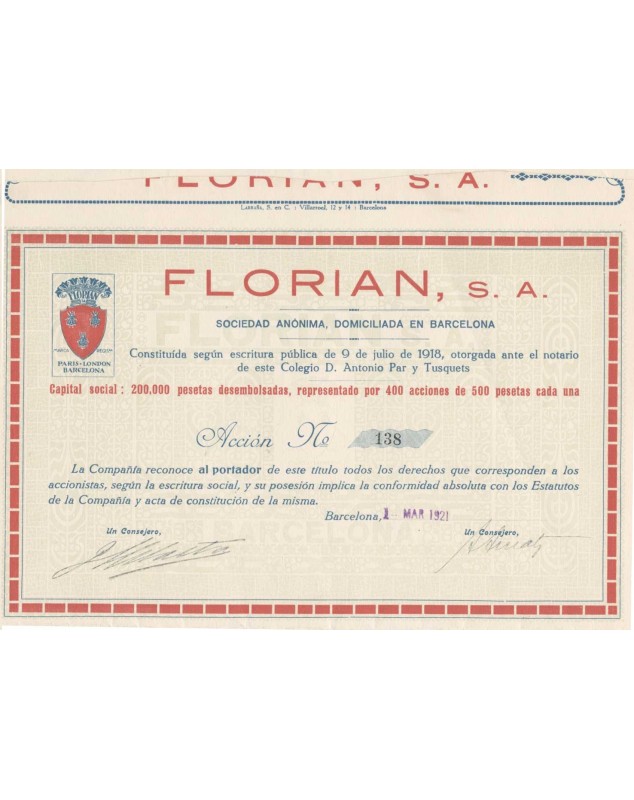 FLORIAN, S. A.
Larraña, S. en C. : Villarroel, 12 y 14 : Barcelona
FLORIAN, S. A.
SOCIEDAD ANÓNIMA, DOMICILIADA EN BARCELONA
FLORIAN
MARCA REGUM
PARIS-LONDON
BARCELONA
Constituída según escritura pública de 9 de julio de 1918, otorgada ante el notario
de este Colegio D. Antonio Par y Tusquets
Capital social: 200,000 pesetas desembolsadas, representado por 400 acciones de 500 pesetas cada una
Acción Nº 138
La Compañía reconoce al portador de este título todos los derechos que corresponden a los
accionistas, según la escritura social, y su posesión implica la conformidad absoluta con los Estatutos
de la Compañía y acta de constitución de la misma.
Barcelona, 1 MAR 1921
Un Consejero, Un Consejero,
BARCELONA